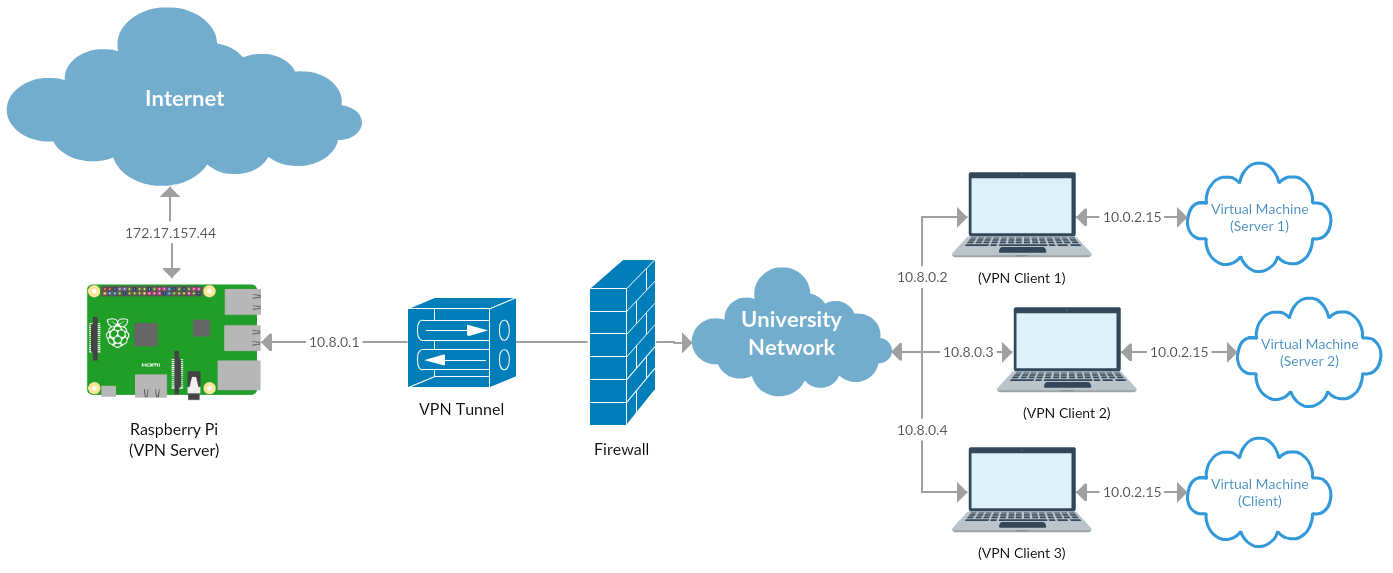 Internet
172.17.157.44
HDMI
Raspberry Pi
(VPN Server)
10.8.0.1
VPN Tunnel
Firewall
University
Network
10.8.0.2
10.8.0.3
10.8.0.4
(VPN Client 1)
10.0.2.15
Virtual Machine
(Server 1)
(VPN Client 2)
10.0.2.15
Virtual Machine
(Server 2)
(VPN Client 3)
10.0.2.15
Virtual Machine
(Client)